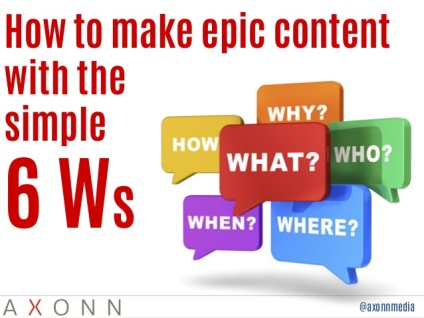 How to make epic content
with the
simple
6 Ws
WHY?
HOW
WHAT?
WHO?
WHEN?
WHERE?
AXONN
@axonnmedia